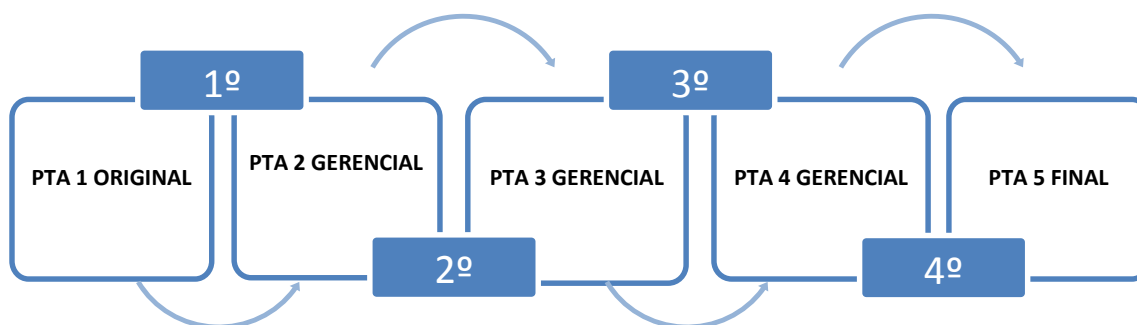 1º
3º
PTA 1 ORIGINAL
PTA 2 GERENCIAL
PTA 3 GERENCIAL
PTA 4 GERENCIAL
PTA 5 FINAL
2º
4º